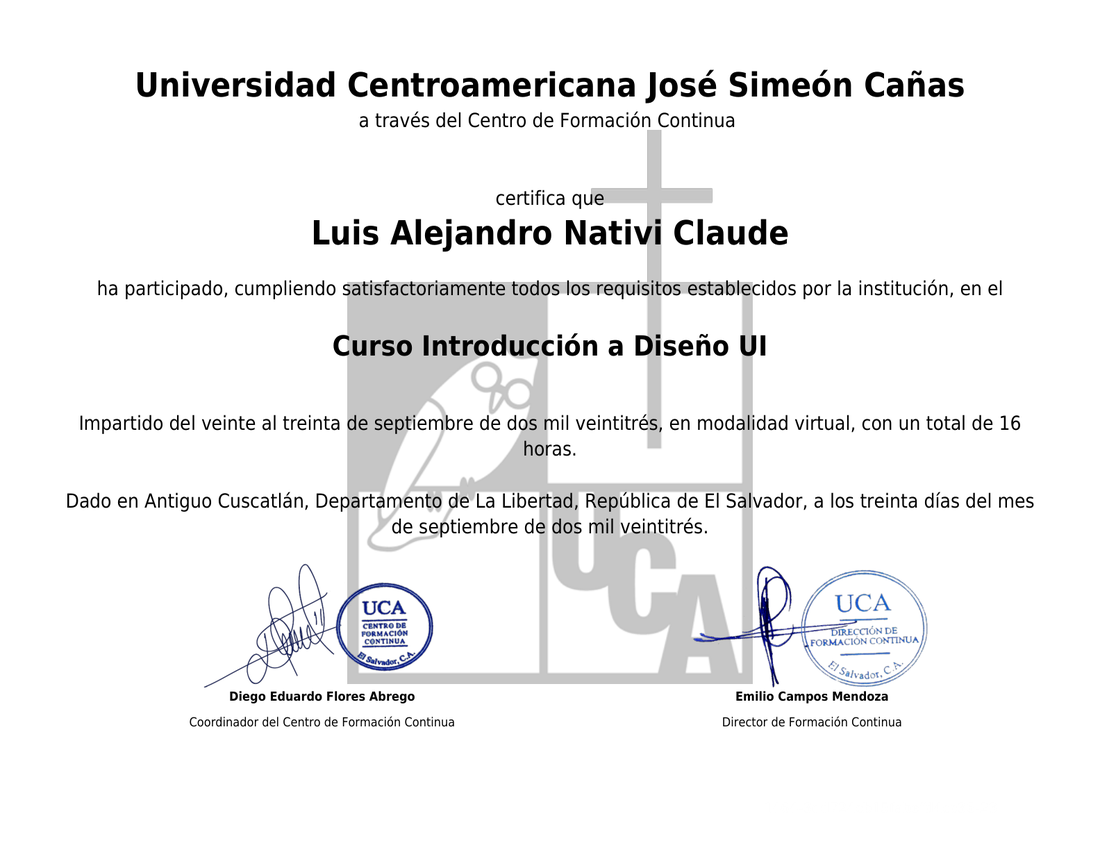 Universidad Centroamericana José Simeón Cañas
a través del Centro de Formación Continua
certifica que
Luis Alejandro Nativi Claude
ha participado, cumpliendo satisfactoriamente todos los requisitos establecidos por la institución, en el
Curso Introducción a Diseño UI
Impartido del veinte al treinta de septiembre de dos mil veintitrés, en modalidad virtual, con un total de 16
horas.
Dado en Antiguo Cuscatlán, Departamento de La Libertad, República de El Salvador, a los treinta días del mes
de septiembre de dos mil veintitrés.
UCA
UCA
CENTRO DE
FORMACIÓN
CONTINUA
El Salvador, C.A.
UCA
DIRECCIÓN DE
FORMACIÓN CONTINUA
El Salvador, C.A.
Diego Eduardo Flores Abrego
Coordinador del Centro de Formación Continua
Emilio Campos Mendoza
Director de Formación Continua